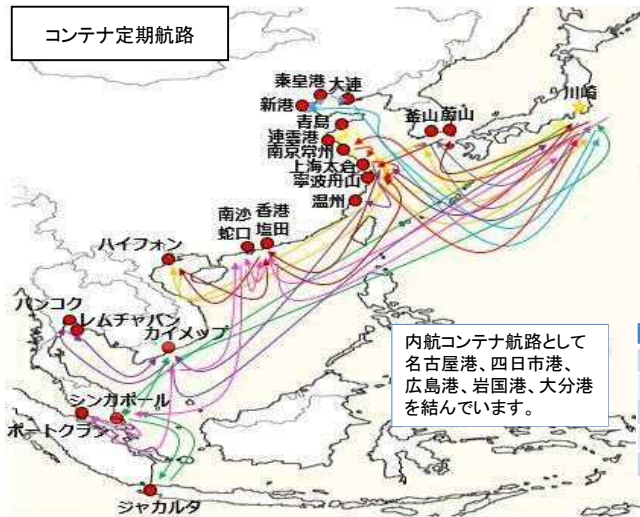 コンテナ定期航路
秦皇港 大連
新港
川崎
青島
釜山 蔚山
連雲港
南京常州
上海太倉
寧波舟山
温州
南沙 香港
蛇口 塩田
ハイフォン
バンコク
レムチャバン
カイメップ
内航コンテナ航路として
名古屋港、四日市港、
広島港、岩国港、大分港
を結んでいます。
シンガポール
ポートクラン
ジャカルタ